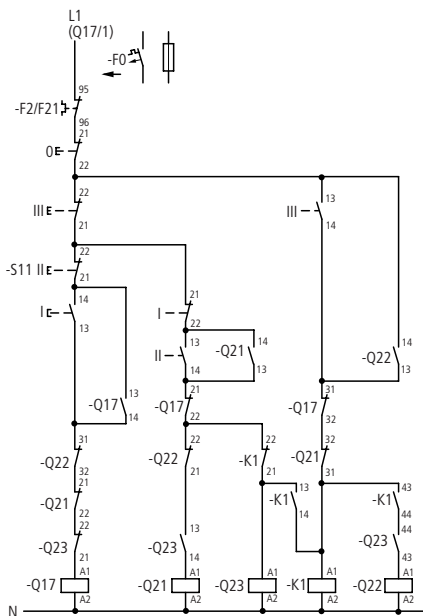 L1
(Q17/1)
-F0
95
-F2/F21
96
21
0
22
22
III
21
13
III
14
22
-S11 II
21
14
I
13
21
I
22
13
II
14
14
-Q21
13
14
-Q22
13
13
-Q17
14
21
-Q17
22
31
-Q17
32
31
-Q22
32
22
-Q22
21
22
-K1
21
32
-Q21
31
21
-Q21
22
13
-K1
14
43
-K1
44
22
-Q23
21
13
-Q23
14
44
-Q23
43
-Q17
A1
A2
-Q21
A1
A2
-Q23
A1
A2
-K1
A1
A2
-Q22
A1
A2
N